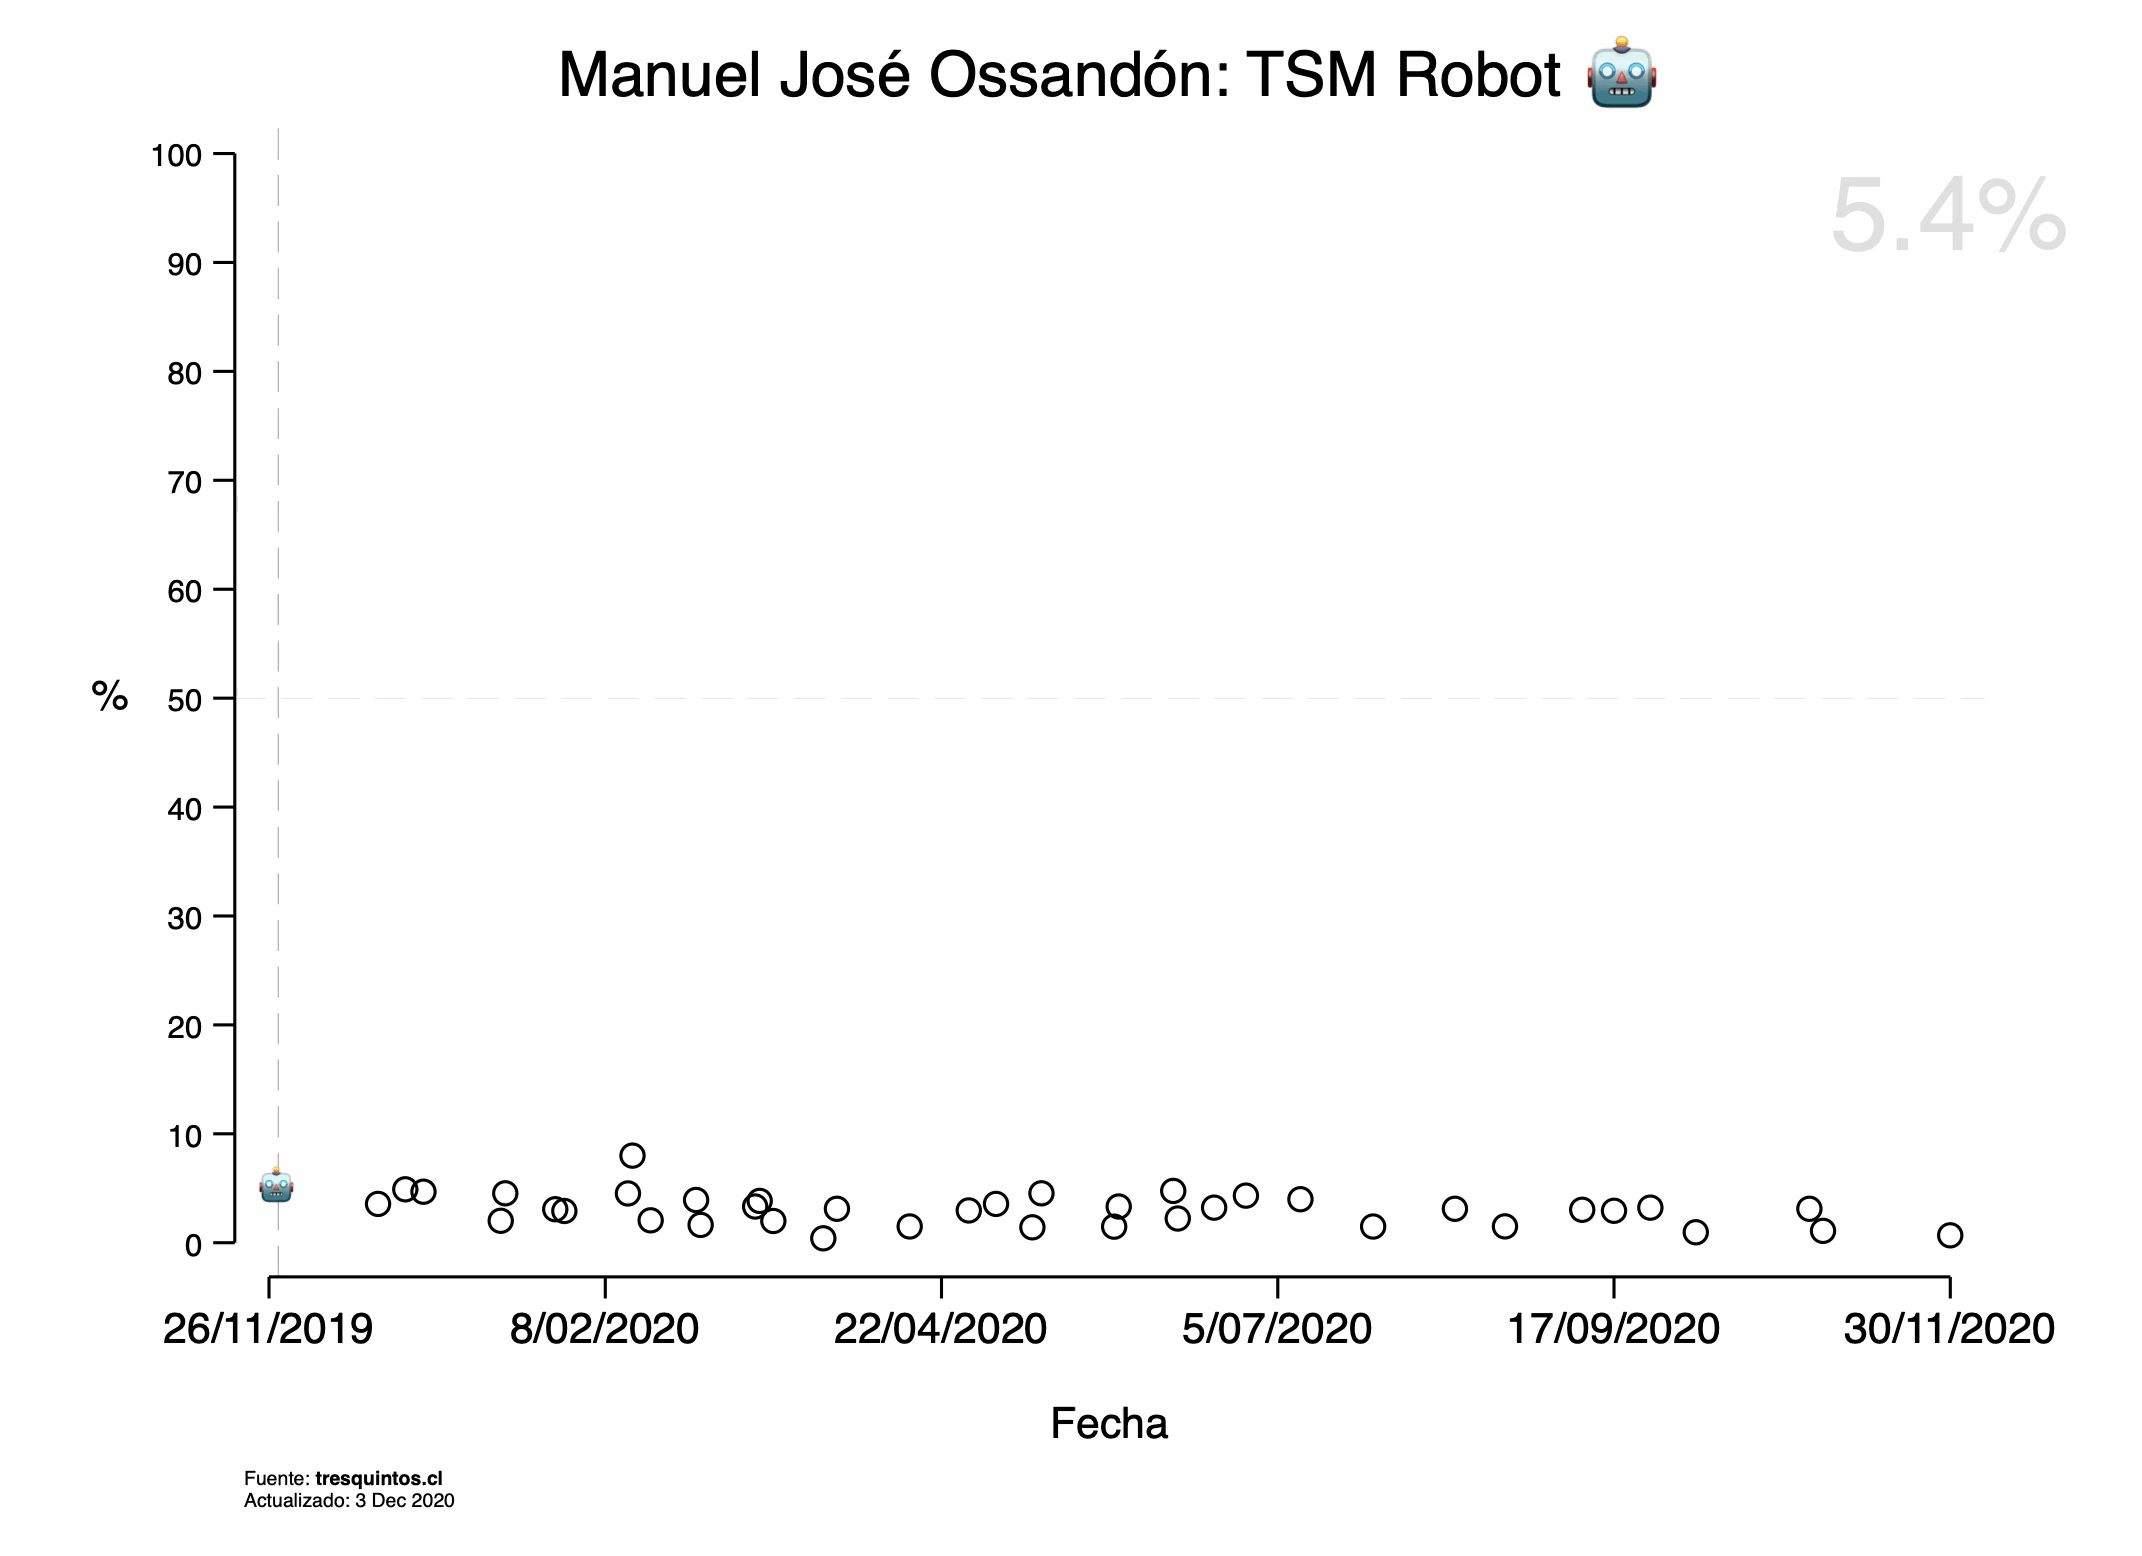 Manuel José Ossandón: TSM Robot 🤖
5.4%
100
90
80
70
60
50
40
30
20
10
0
%
26/11/2019 8/02/2020 22/04/2020 5/07/2020 17/09/2020 30/11/2020
Fecha
Fuente: tresquintos.cl
Actualizado: 3 Dec 2020